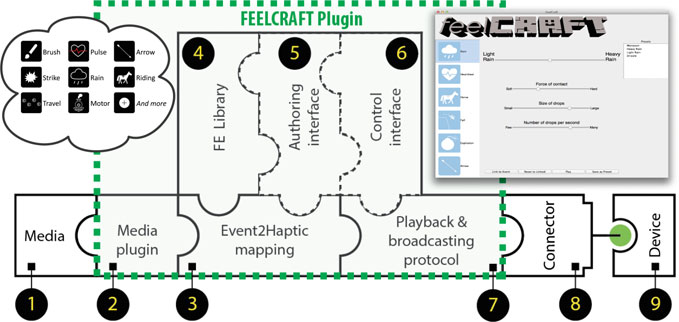 FEELCRAFT Plugin
Brush
Pulse
Arrow
Strike
Rain
Riding
Travel
Motor
And more
4
5
6
FE Library
Authoring
interface
Control
interface
feelCRAFT
Rain
Light
Rain
Heavy
Rain
Force of contact
Soft
Hard
Size of drops
Small
Large
Number of drops per second
Few
Many
Play
Media
Media
plugin
Event2Haptic
mapping
Playback &
broadcasting
protocol
Connector
Device
1
2
3
7
8
9